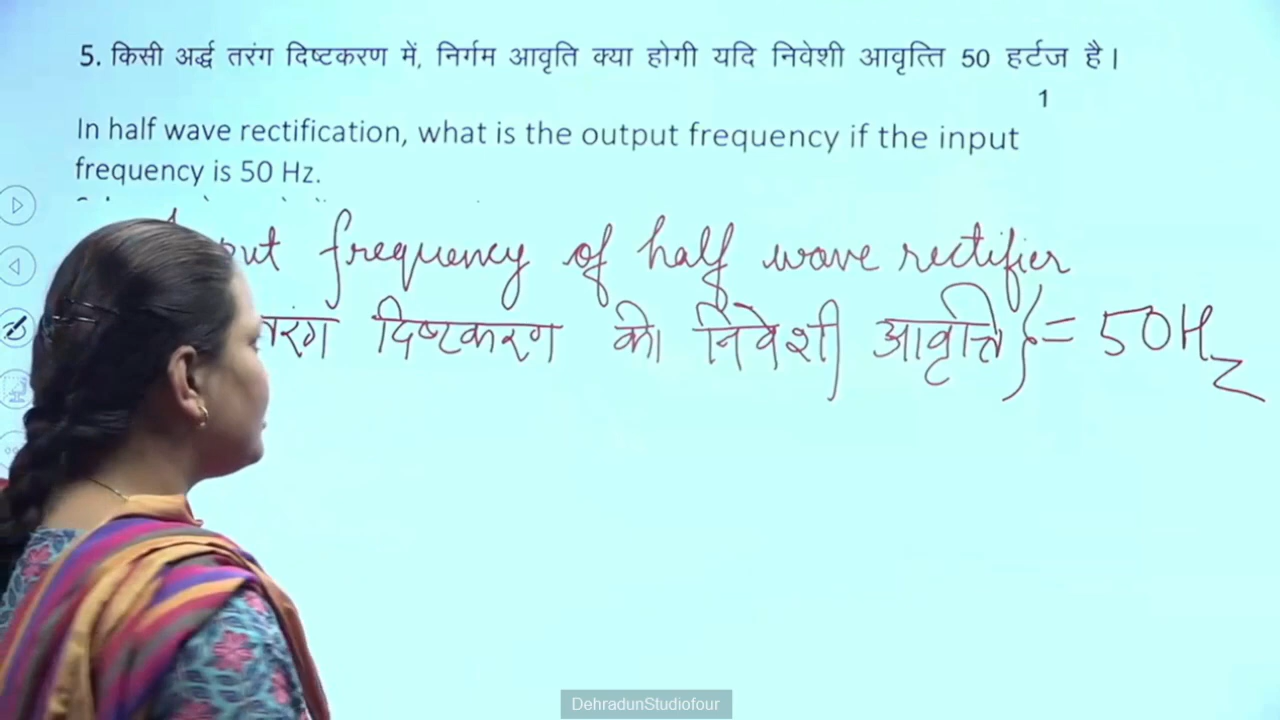 5. किसी अर्द्ध तरंग दिष्टकरण में, निर्गम आवृति क्या होगी यदि निवेशी आवृत्ति 50 हर्टज है।
1
In half wave rectification, what is the output frequency if the input
frequency is 50 Hz.
frequency of half wave rectifier
तरंग दिष्टकरण की निवेशी आवृत्ति } = 50Hz
DehradunStudiofour